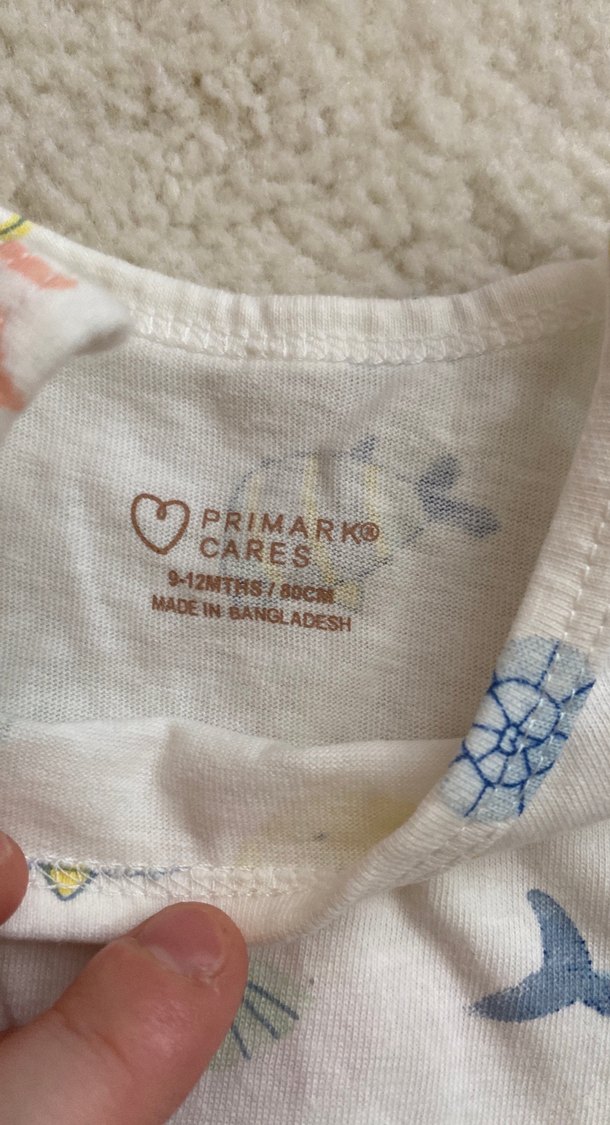 PRIMARK®
CARES
9-12MTHS / 80CM
MADE IN BANGLADESH